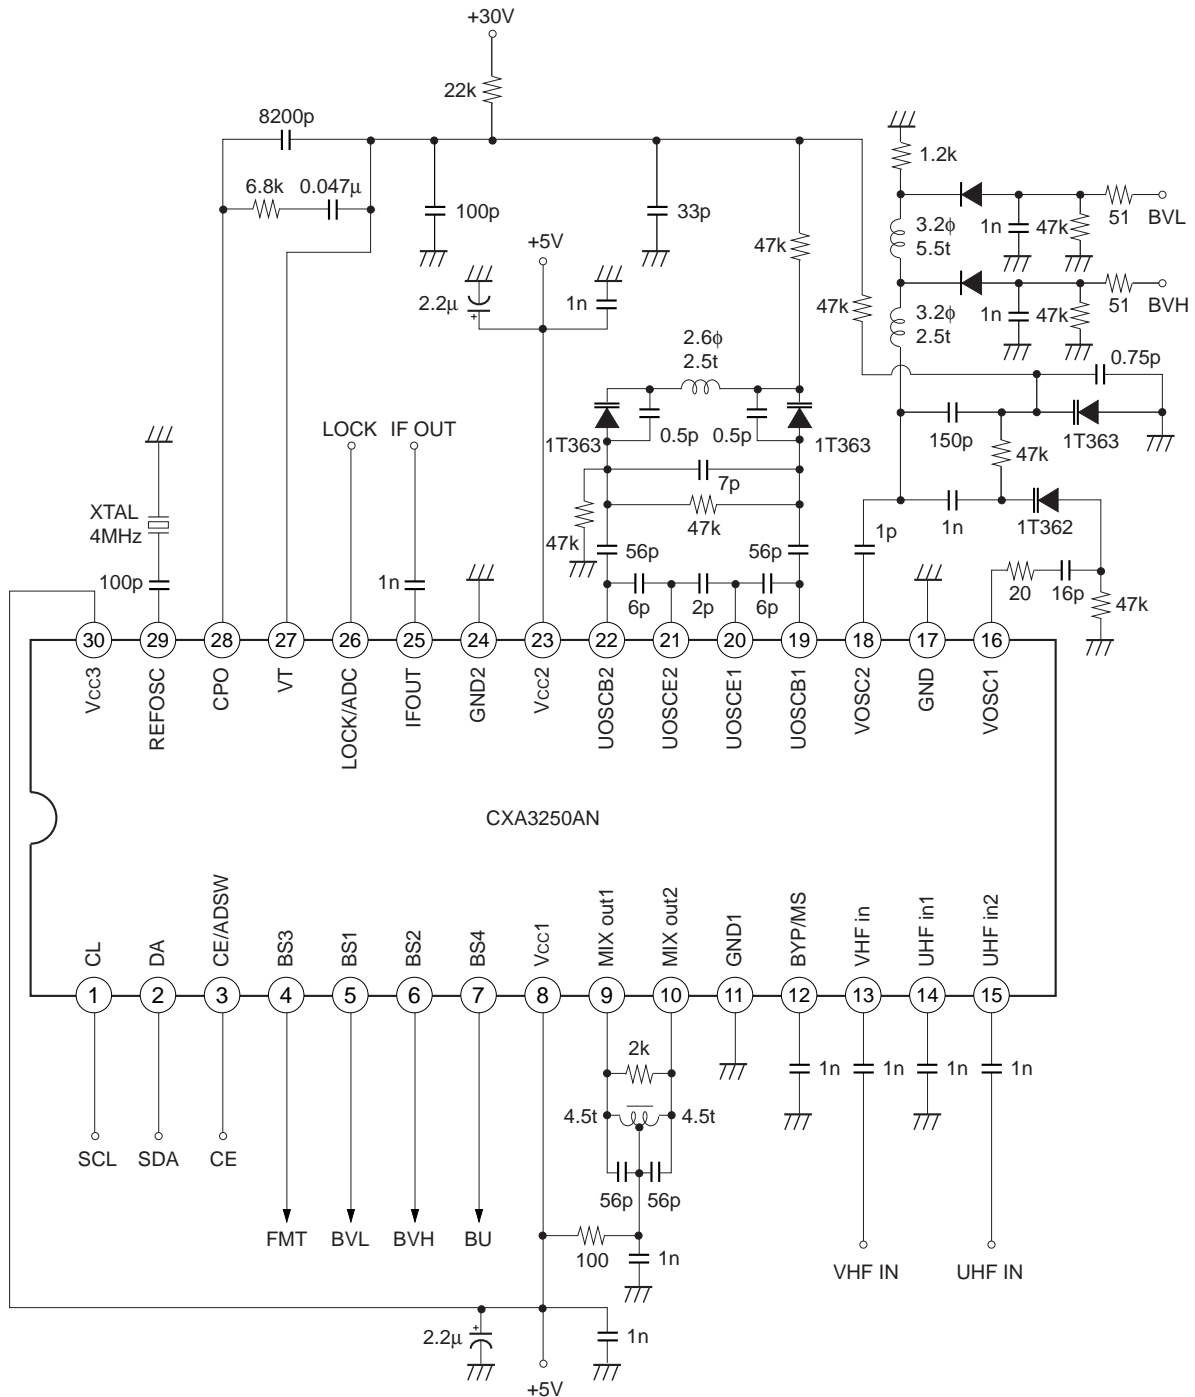 +30V
22k
8200p
1.2k
6.8k
0.047μ
100p
33p
3.2ϕ
5.5t
1n
47k
51
BVL
+5V
47k
2.2μ
1n
47k
3.2ϕ
2.5t
1n
47k
51
BVH
2.6ϕ
2.5t
0.75p
LOCK
IF OUT
1T363
0.5p
0.5p
1T363
150p
1T363
7p
47k
XTAL
4MHz
47k
47k
1p
1n
1T362
100p
1n
56p
56p
6p
2p
6p
20
16p
47k
30
29
28
27
26
25
24
23
22
21
20
19
18
17
16
Vcc3
REFOSC
CPO
VT
LOCK/ADC
IFOUT
GND2
Vcc2
UOSCB2
UOSCE2
UOSCE1
UOSCB1
VOSC2
GND
VOSC1
CXA3250AN
CL
DA
CE/ADSW
BS3
BS1
BS2
BS4
Vcc1
MIX out1
MIX out2
GND1
BYP/MS
VHF in
UHF in1
UHF in2
1
2
3
4
5
6
7
8
9
10
11
12
13
14
15
2k
1n
1n
1n
1n
4.5t
4.5t
SCL
SDA
CE
56p
56p
FMT
BVL
BVH
BU
100
1n
VHF IN
UHF IN
2.2μ
1n
+5V